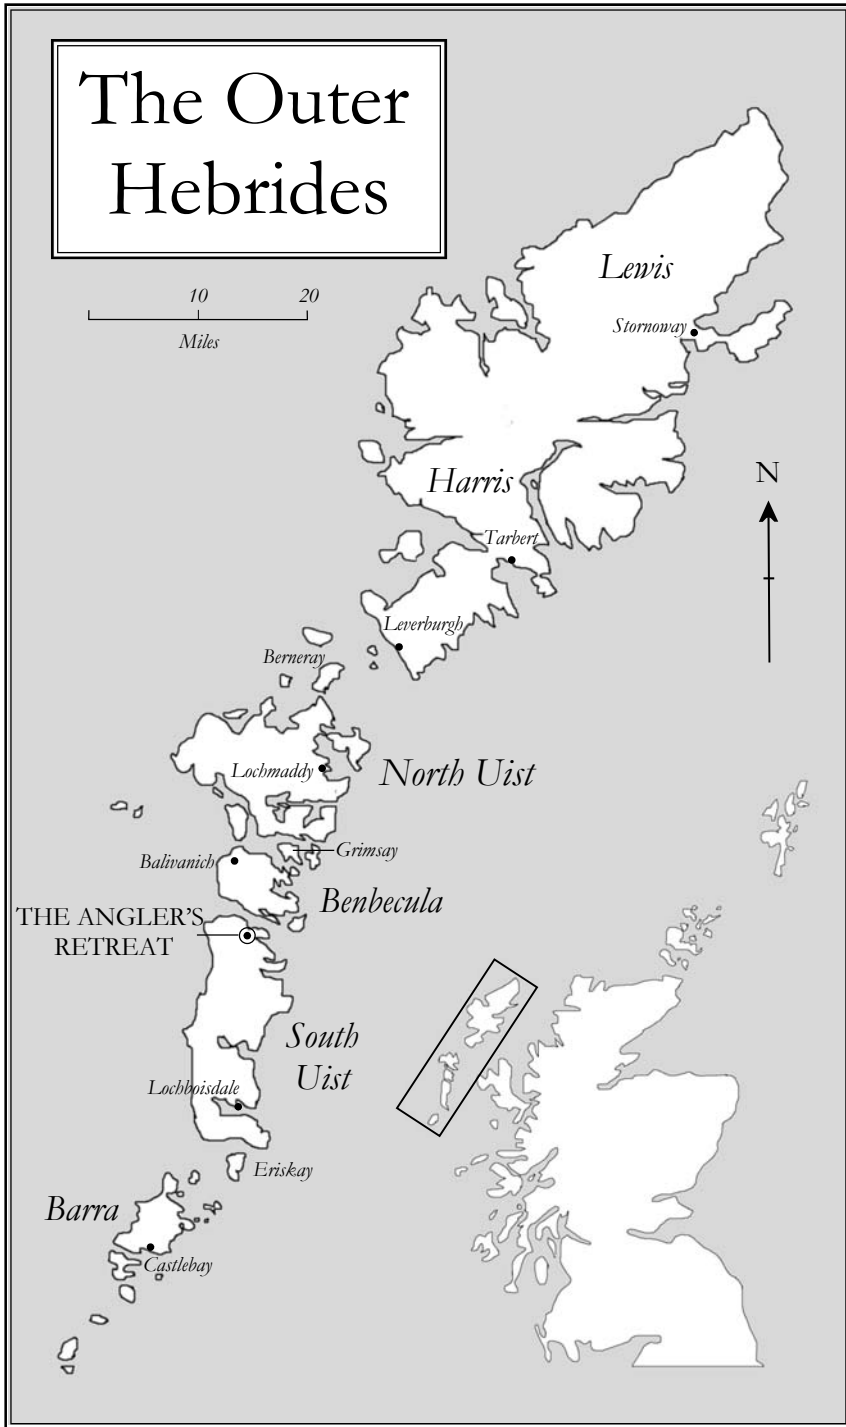 The Outer
Hebrides
10 20
Miles
Lewis
Stornoway
Harris
N
Tarbert
Leverburgh
Berneray
North Uist
Lochmaddy
Grimsay
Balivanich
Benbecula
THE ANGLER'S
RETREAT
South
Uist
Lochboisdale
Eriskay
Barra
Castlebay